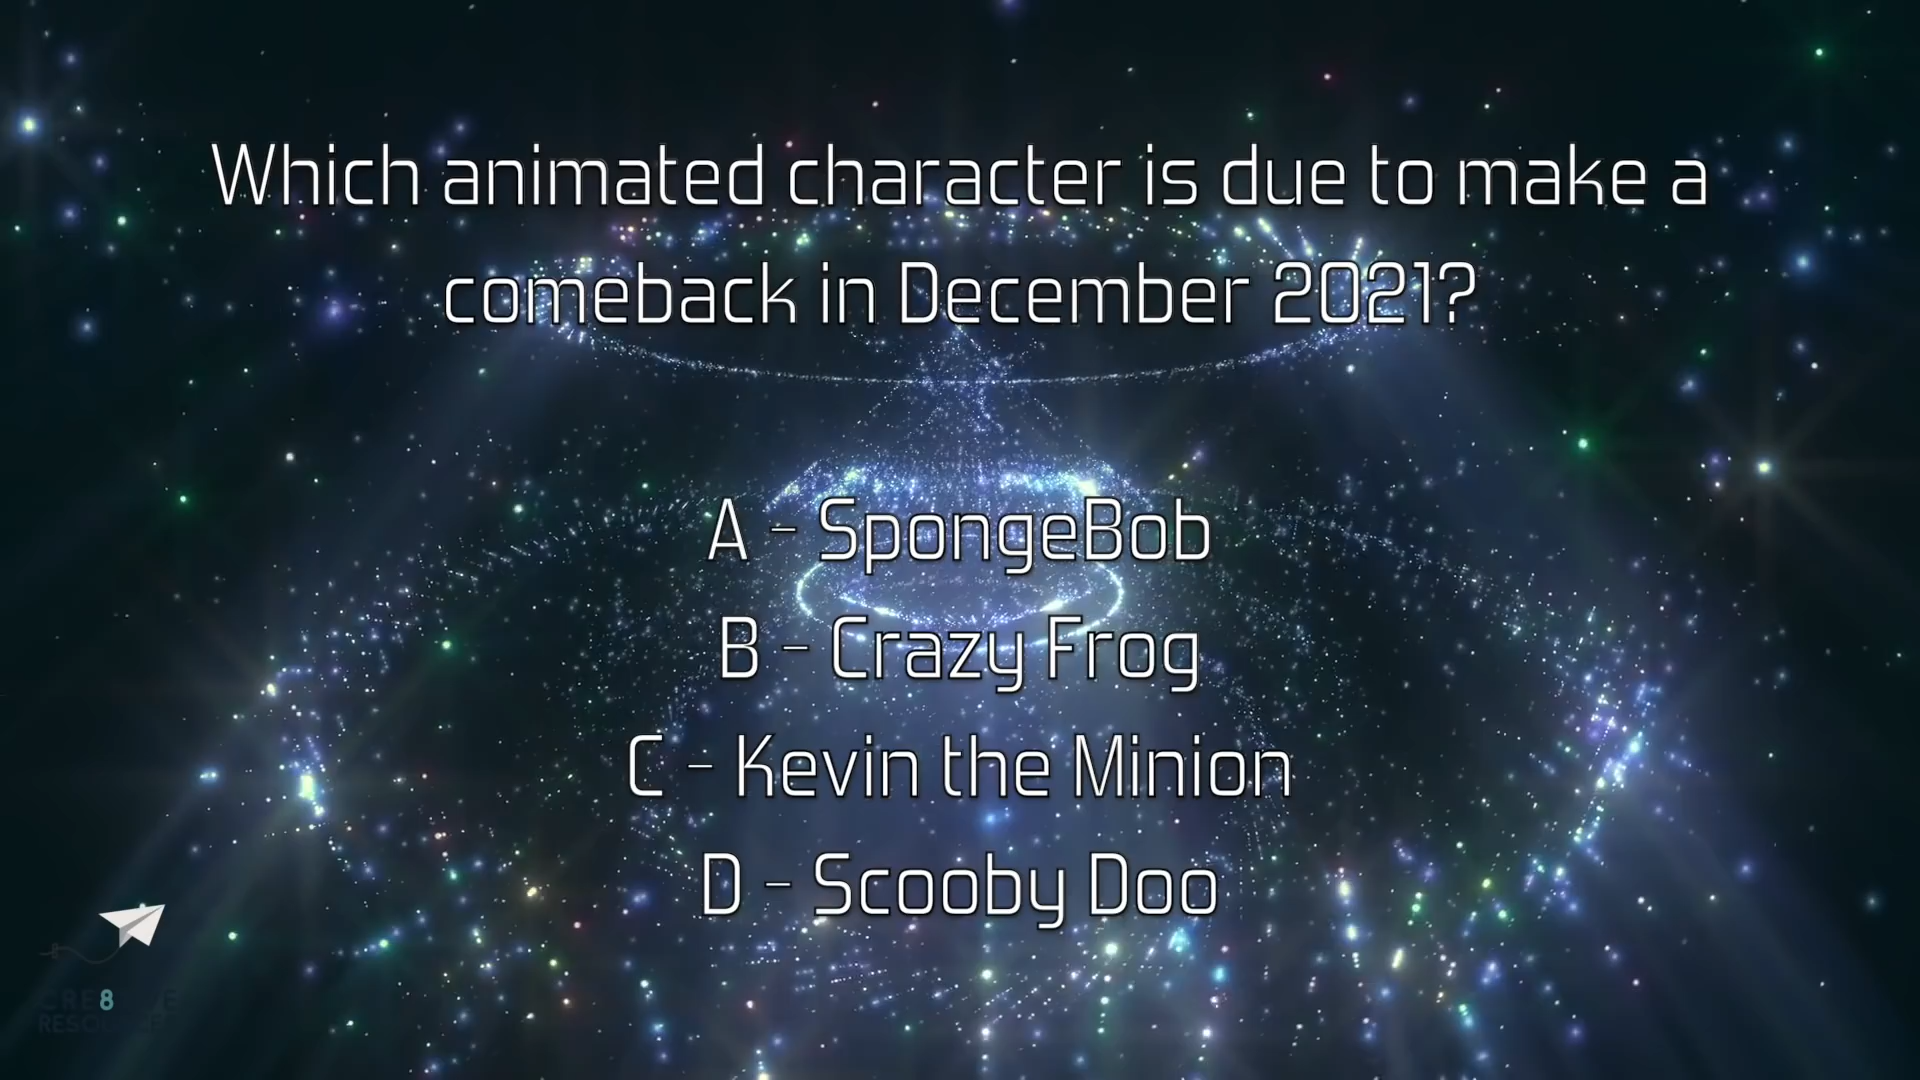 Which animated character is due to make a
comeback in December 2021?
A - SpongeBob
B - Crazy Frog
C - Kevin the Minion
D - Scooby Doo